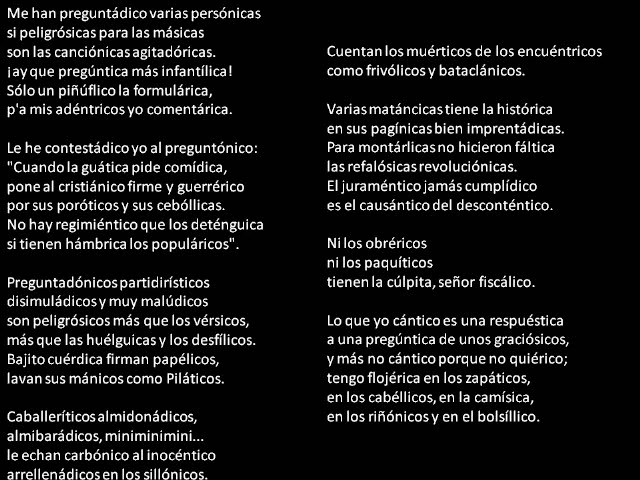 Me han preguntádico varias persónicas
si peligrósicas para las másicas
son las canciónicas agitadóricas.
¡ay que pregúntica más infantílica!
Sólo un piñúflico la formulárica,
p'a mis adéntricos yo comentárica.

Le he contestádico yo al preguntónico:
"Cuando la guática pide comídica,
pone al cristiánico firme y guerrérico
por sus poróticos y sus cebóllicas.
No hay regimiéntico que los deténguica
si tienen hámbrica los populáricos".

Preguntadónicos partidirísticos
disimuládicos y muy malúdicos
son peligrósicos más que los vérsicos,
más que las huélguicas y los desfílicos.
Bajito cuérdica firman papélicos,
lavan sus mánicos como Piláticos.

Caballeríticos almidonádicos,
almibarádicos, miniminimini...
le echan carbónico al inocéntico
arrellenádicos en los sillónicos.

Cuentan los muérticos de los encuéntricos
como frivólicos y bataclánicos.

Varias matáncicas tiene la histórica
en sus pagínicas bien imprentádicas.
Para montárlicas no hicieron fáltica
las refalósicas revoluciónicas.
El juraméntico jamás cumplídico
es el causántico del desconténtico.

Ni los obréricos
ni los paquíticos
tienen la cúlpita, señor fiscálico.

Lo que yo cántico es una respuéstica
a una pregúntica de unos graciósicos,
y más no cántico porque no quiérico;
tengo flojérica en los zapáticos,
en los cabéllicos, en la camísica,
en los riñónicos y en el bolsíllico.